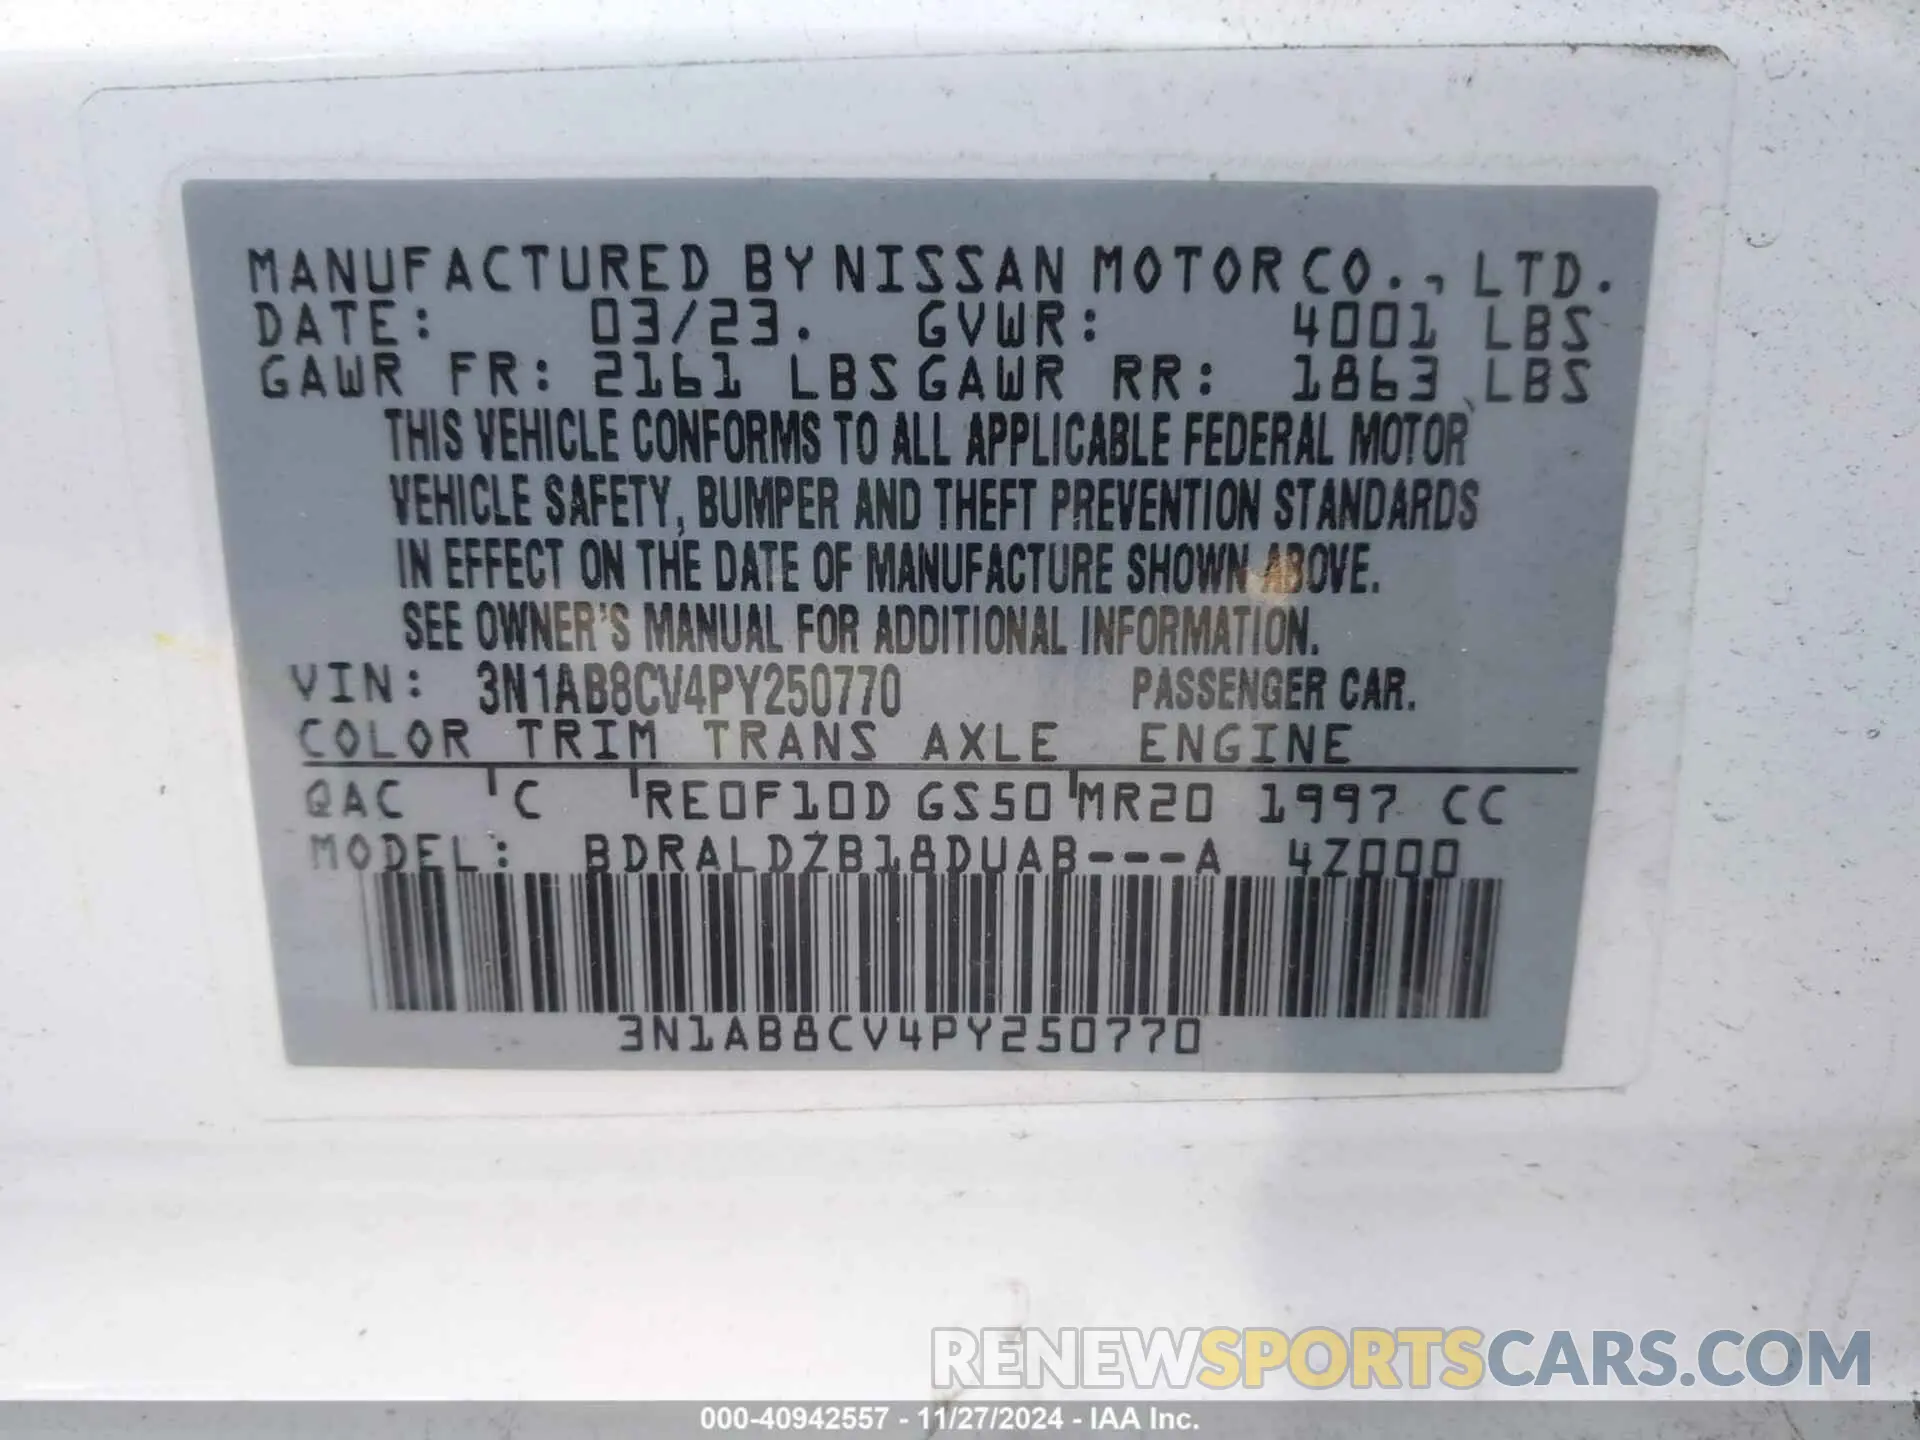 MANUFACTURED BY NISSAN MOTOR CO., LTD.
DATE: 03/23. GVWR: 4001 LBS
GAWR FR: 2161 LBS GAWR RR: 1863 LBS
THIS VEHICLE CONFORMS TO ALL APPLICABLE FEDERAL MOTOR
VEHICLE SAFETY, BUMPER AND THEFT PREVENTION STANDARDS
IN EFFECT ON THE DATE OF MANUFACTURE SHOWN ABOVE.
SEE OWNER'S MANUAL FOR ADDITIONAL INFORMATION.
VIN: 3N1AB8CV4PY250770 PASSENGER CAR.
COLOR TRIM TRANS AXLE ENGINE
QAC C RE0F10D GS50 MR20 1997 CC
MODEL: BDRALDZB18DUAB---A 4Z000
3N1AB8CV4PY250770
RENEWSPORTSCARS.COM
000-40942557 - 11/27/2024 - IAA Inc.